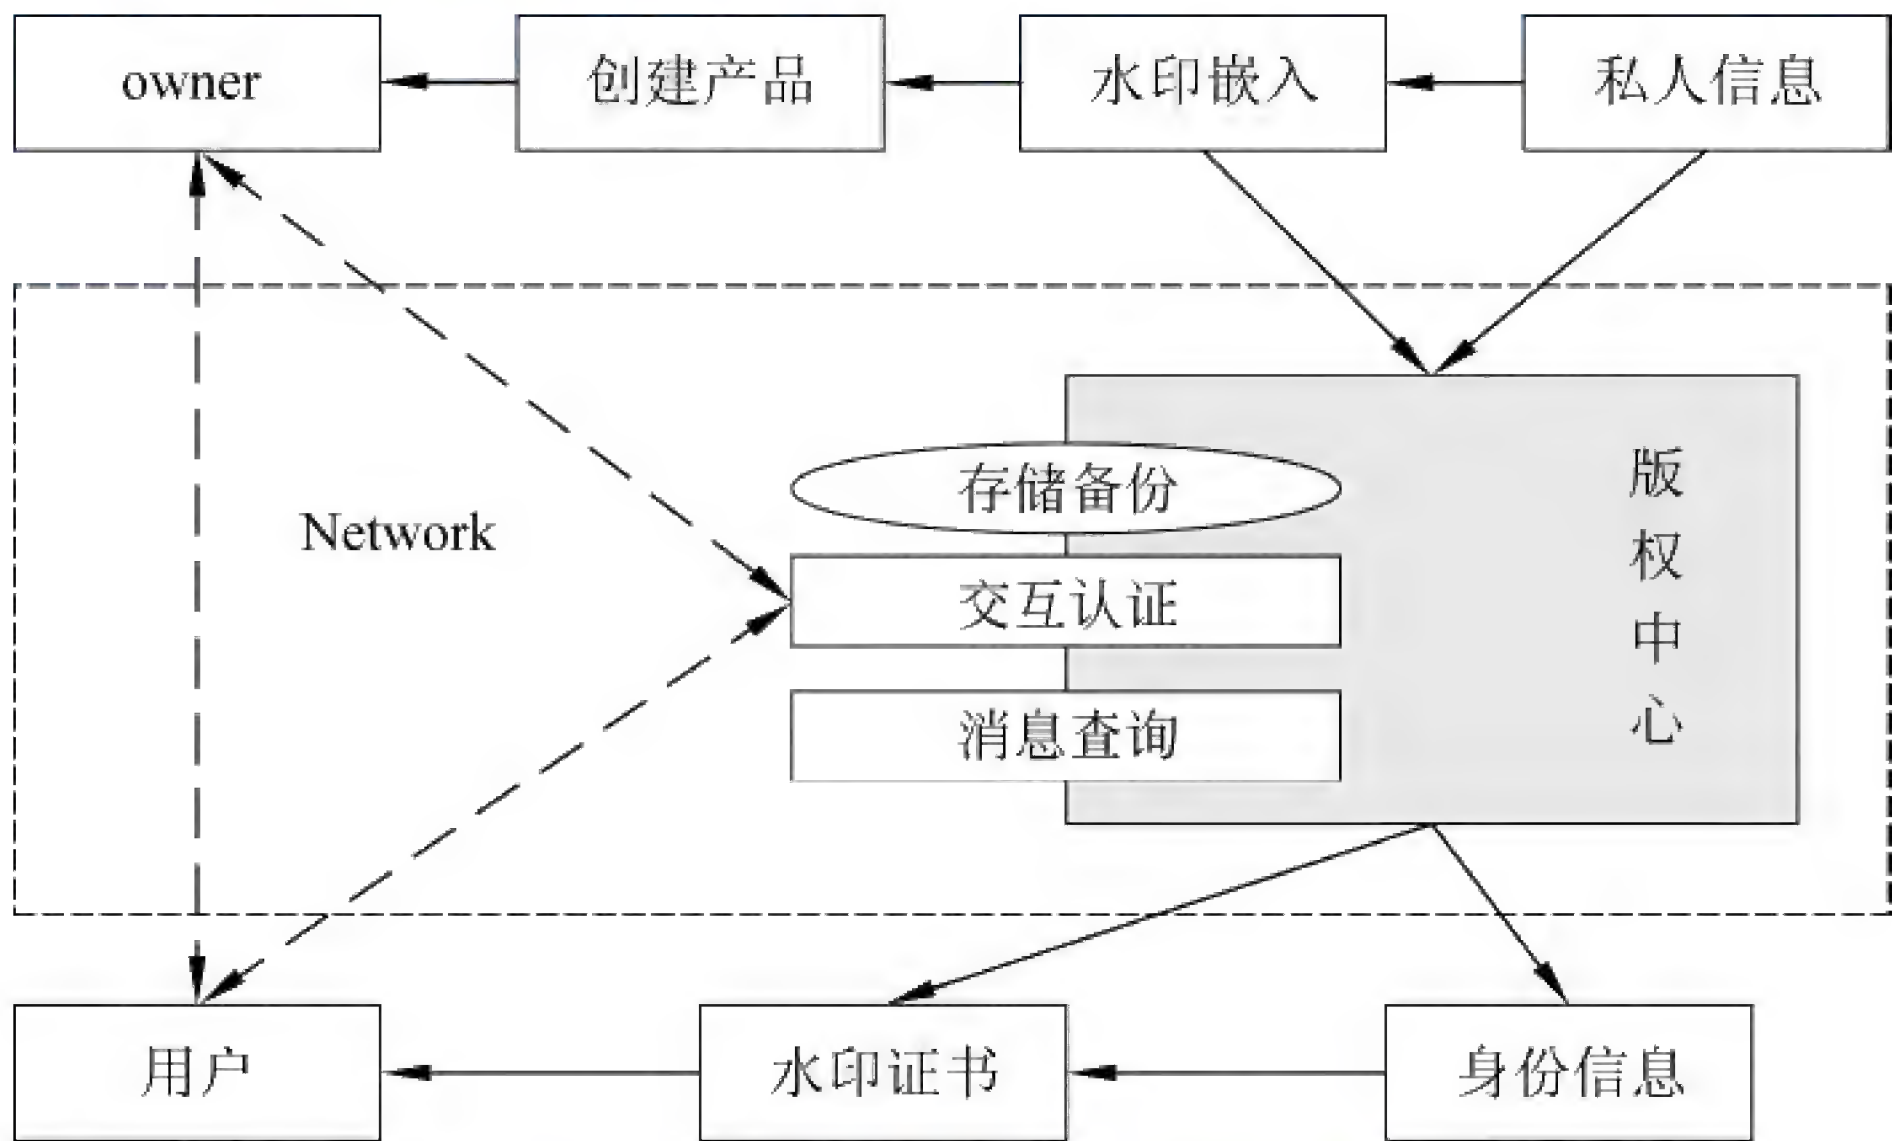 owner
创建产品
水印嵌入
私人信息
存储备份
Network
交互认证
消息查询
版权中心
用户
水印证书
身份信息